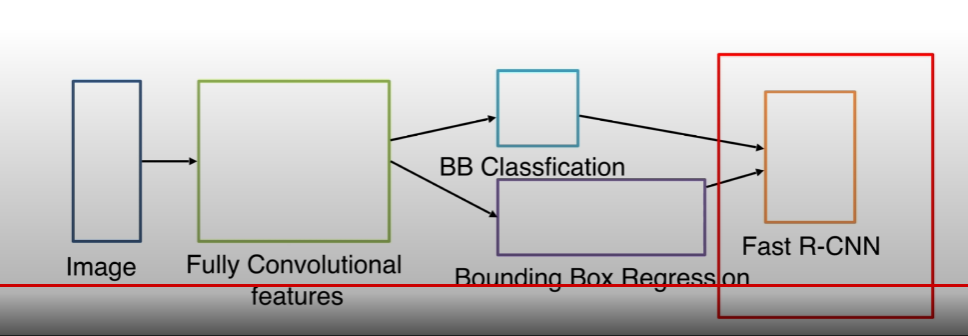 Image
Fully Convolutional
features
BB Classfication
Bounding Box Regression
Fast R-CNN